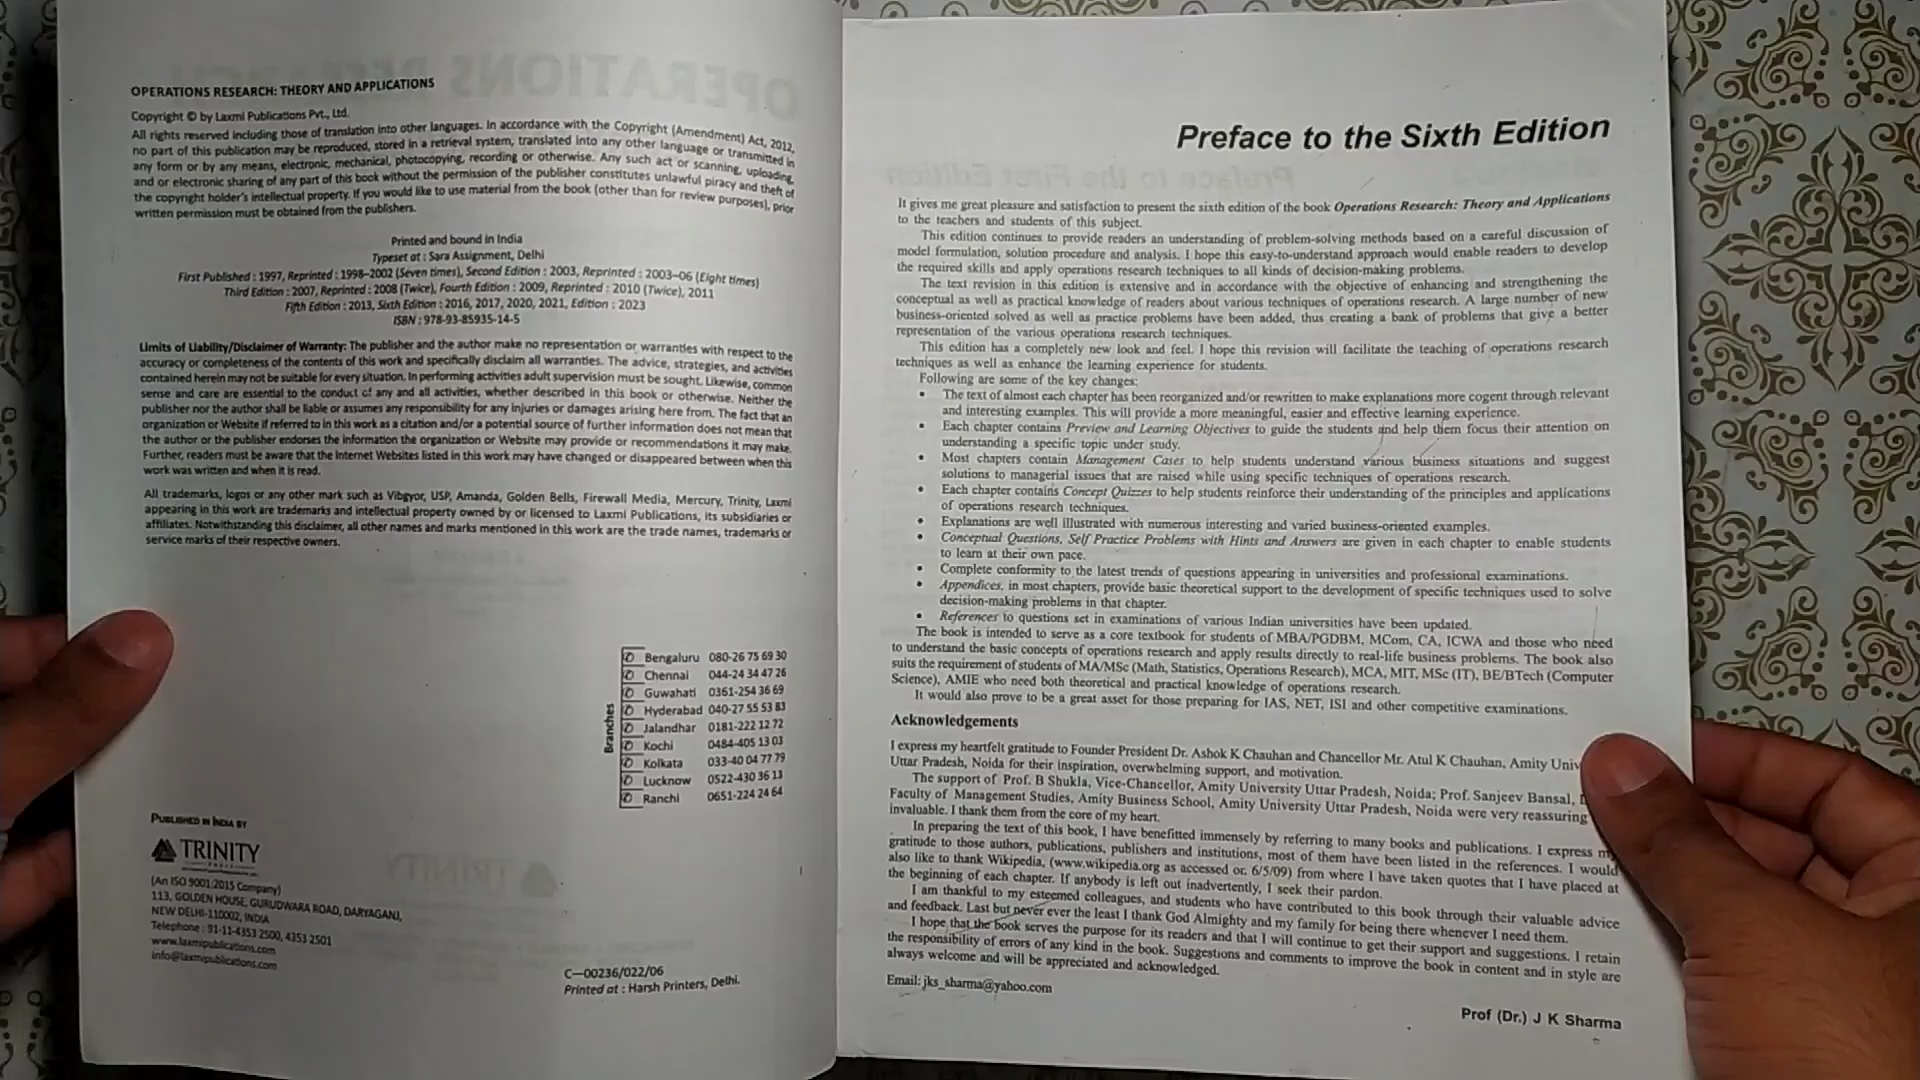 OPERATIONS RESEARCH: THEORY AND APPLICATIONS
Copyright © by Laxmi Publications Pvt., Ltd.
All rights reserved including those of translation into other languages. In accordance with the Copyright (Amendment) Act, 2012,
no part of this publication may be reproduced, stored in a retrieval system, translated into any other language or transmitted in
any form or by any means, electronic, mechanical, photocopying, recording or otherwise. Any such act or scanning, uploading,
and or electronic sharing of any part of this book without the permission of the publisher constitutes unlawful piracy and theft of
the copyright holder's intellectual property. If you would like to use material from the book (other than for review purposes), prior
written permission must be obtained from the publishers.
Printed and bound in India
Typeset at : Sara Assignment, Delhi
First Published : 1997, Reprinted : 1998–2002 (Seven times), Second Edition : 2003, Reprinted : 2003–06 (Eight times)
Third Edition : 2007, Reprinted : 2008 (Twice), Fourth Edition : 2009, Reprinted : 2010 (Twice), 2011
Fifth Edition : 2013, Sixth Edition : 2016, 2017, 2020, 2021, Edition : 2023
ISBN : 978-93-85935-14-5
Limits of Liability/Disclaimer of Warranty: The publisher and the author make no representation or warranties with respect to the
accuracy or completeness of the contents of this work and specifically disclaim all warranties. The advice, strategies, and activities
contained herein may not be suitable for every situation. In performing activities adult supervision must be sought. Likewise, common
sense and care are essential to the conduct of any and all activities, whether described in this book or otherwise. Neither the
publisher nor the author shall be liable or assumes any responsibility for any injuries or damages arising here from. The fact that an
organization or Website if referred to in this work as a citation and/or a potential source of further information does not mean that
the author or the publisher endorses the information the organization or Website may provide or recommendations it may make.
Further, readers must be aware that the Internet Websites listed in this work may have changed or disappeared between when this
work was written and when it is read.
All trademarks, logos or any other mark such as Vibgyor, USP, Amanda, Golden Bells, Firewall Media, Mercury, Trinity, Laxmi
appearing in this work are trademarks and intellectual property owned by or licensed to Laxmi Publications, its subsidiaries or
affiliates. Notwithstanding this disclaimer, all other names and marks mentioned in this work are the trade names, trademarks or
service marks of their respective owners.
Branches
Bengaluru 080-26 75 69 30
Chennai 044-24 34 47 26
Guwahati 0361-254 36 69
Hyderabad 040-27 55 53 83
Jalandhar 0181-222 12 72
Kochi 0484-405 13 03
Kolkata 033-40 04 77 79
Lucknow 0522-430 36 13
Ranchi 0651-224 24 64
PUBLISHED IN INDIA BY
TRINITY
(An ISO 9001:2015 Company)
113, GOLDEN HOUSE, GURUDWARA ROAD, DARYAGANJ,
NEW DELHI-110002, INDIA
Telephone : 91-11-4353 2500, 4353 2501
www.laxmipublications.com
info@laxmipublications.com
C—00236/022/06
Printed at : Harsh Printers, Delhi.
Preface to the Sixth Edition
It gives me great pleasure and satisfaction to present the sixth edition of the book Operations Research: Theory and Applications
to the teachers and students of this subject.
This edition continues to provide readers an understanding of problem-solving methods based on a careful discussion of
model formulation, solution procedure and analysis. I hope this easy-to-understand approach would enable readers to develop
the required skills and apply operations research techniques to all kinds of decision-making problems.
The text revision in this edition is extensive and in accordance with the objective of enhancing and strengthening the
conceptual as well as practical knowledge of readers about various techniques of operations research. A large number of new
business-oriented solved as well as practice problems have been added, thus creating a bank of problems that give a better
representation of the various operations research techniques.
This edition has a completely new look and feel. I hope this revision will facilitate the teaching of operations research
techniques as well as enhance the learning experience for students.
Following are some of the key changes:
• The text of almost each chapter has been reorganized and/or rewritten to make explanations more cogent through relevant
and interesting examples. This will provide a more meaningful, easier and effective learning experience.
• Each chapter contains Preview and Learning Objectives to guide the students and help them focus their attention on
understanding a specific topic under study.
• Most chapters contain Management Cases to help students understand various business situations and suggest
solutions to managerial issues that are raised while using specific techniques of operations research.
• Each chapter contains Concept Quizzes to help students reinforce their understanding of the principles and applications
of operations research techniques.
• Explanations are well illustrated with numerous interesting and varied business-oriented examples.
• Conceptual Questions, Self Practice Problems with Hints and Answers are given in each chapter to enable students
to learn at their own pace.
• Complete conformity to the latest trends of questions appearing in universities and professional examinations.
• Appendices, in most chapters, provide basic theoretical support to the development of specific techniques used to solve
decision-making problems in that chapter.
• References to questions set in examinations of various Indian universities have been updated.
The book is intended to serve as a core textbook for students of MBA/PGDBM, MCom, CA, ICWA and those who need
to understand the basic concepts of operations research and apply results directly to real-life business problems. The book also
suits the requirement of students of MA/MSc (Math, Statistics, Operations Research), MCA, MIT, MSc (IT), BE/BTech (Computer
Science), AMIE who need both theoretical and practical knowledge of operations research.
It would also prove to be a great asset for those preparing for IAS, NET, ISI and other competitive examinations.
Acknowledgements
I express my heartfelt gratitude to Founder President Dr. Ashok K Chauhan and Chancellor Mr. Atul K Chauhan, Amity Univ
Uttar Pradesh, Noida for their inspiration, overwhelming support, and motivation.
The support of Prof. B Shukla, Vice-Chancellor, Amity University Uttar Pradesh, Noida; Prof. Sanjeev Bansal,
Faculty of Management Studies, Amity Business School, Amity University Uttar Pradesh, Noida were very reassuring
invaluable. I thank them from the core of my heart.
In preparing the text of this book, I have benefitted immensely by referring to many books and publications. I express my
gratitude to those authors, publications, publishers and institutions, most of them have been listed in the references. I would
also like to thank Wikipedia, (www.wikipedia.org as accessed on 6/5/09) from where I have taken quotes that I have placed at
the beginning of each chapter. If anybody is left out inadvertently, I seek their pardon.
I am thankful to my esteemed colleagues, and students who have contributed to this book through their valuable advice
and feedback. Last but never ever the least I thank God Almighty and my family for being there whenever I need them.
I hope that the book serves the purpose for its readers and that I will continue to get their support and suggestions. I retain
the responsibility of errors of any kind in the book. Suggestions and comments to improve the book in content and in style are
always welcome and will be appreciated and acknowledged.
Email: jks_sharma@yahoo.com
Prof (Dr.) J K Sharma